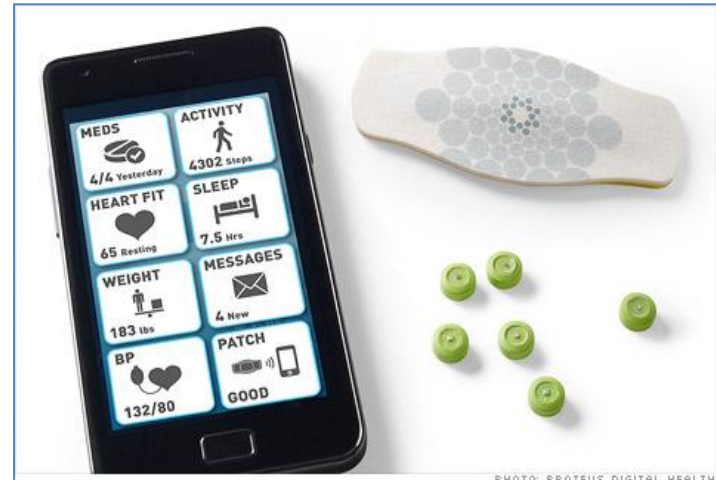 MEDS
4/4 Yesterday
ACTIVITY
4302 Steps
HEART FIT
65 Resting
SLEEP
7.5 Hrs
WEIGHT
183 lbs
MESSAGES
4 New
BP
132/80
PATCH
GOOD
PHOTO: PROTEUS DIGITAL HEALTH